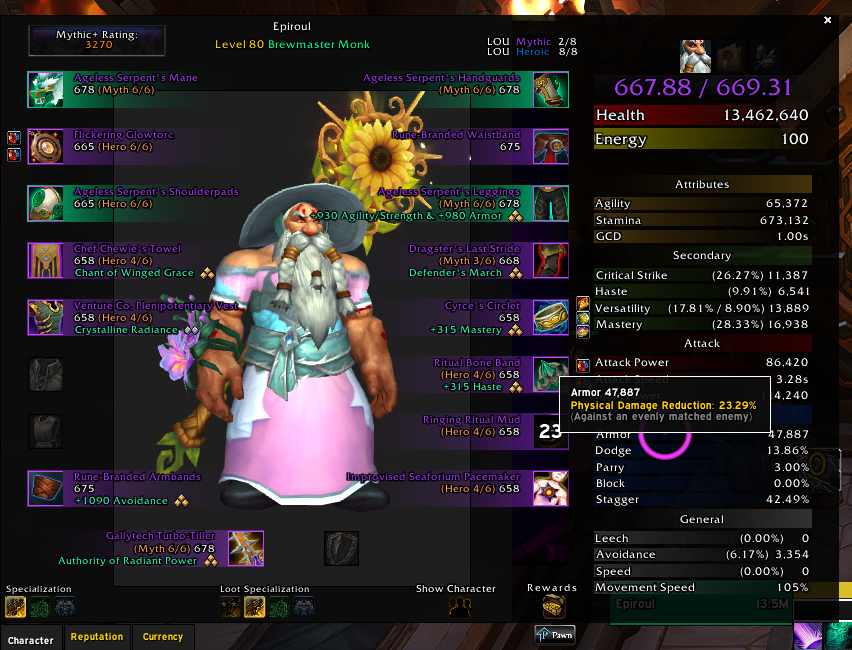 Mythic+ Rating:
3270
Epiroul
Level 80 Brewmaster Monk
LOU Mythic 2/8
LOU Heroic 8/8
667.88 / 669.31
Health 13,462,640
Energy 100
Ageless Serpent's Mane
678 (Myth 6/6)
Ageless Serpent's Handguards
(Myth 6/6) 678
Flickering Glowtorc
665 (Hero 6/6)
Rune-Branded Waistband
675
Ageless Serpent's Shoulderpads
665 (Hero 6/6)
Ageless Serpent's Leggings
(Myth 6/6) 678
+930 Agility/Strength & +980 Armor
Chef Chewie's Towel
658 (Hero 4/6)
Chant of Winged Grace
Dragster's Last Stride
(Myth 3/6) 668
Defender's March
Venture Co. Plenipotentiary Vest
658 (Hero 4/6)
Crystalline Radiance
Cyrce's Circlet
658
+315 Mastery
Ritual Bone Band
(Hero 4/6) 658
+315 Haste
Ringing Ritual Mud
(Hero 4/6) 658
23
Rune-Branded Armbands
675
+1090 Avoidance
Improvised Seaforium Pacemaker
(Hero 4/6) 658
Gallytech Turbo-Tiller
(Myth 6/6) 678
Authority of Radiant Power
Attributes
Agility 65,372
Stamina 673,132
GCD 1.00s
Secondary
Critical Strike (26.27%) 11,387
Haste (9.91%) 6,541
Versatility (17.81% / 8.90%) 13,889
Mastery (28.33%) 16,938
Attack
Attack Power 86,420
Attack Speed 3.28s
Armor 47,887
Physical Damage Reduction: 23.29%
(Against an evenly matched enemy)
Armor 47,887
Dodge 13.86%
Parry 3.00%
Block 0.00%
Stagger 42.49%
General
Leech (0.00%) 0
Avoidance (6.17%) 3,354
Speed (0.00%) 0
Movement Speed 105%
Epiroul 13.5M
Specialization
Loot Specialization
Show Character
Rewards
Character
Reputation
Currency
Pawn